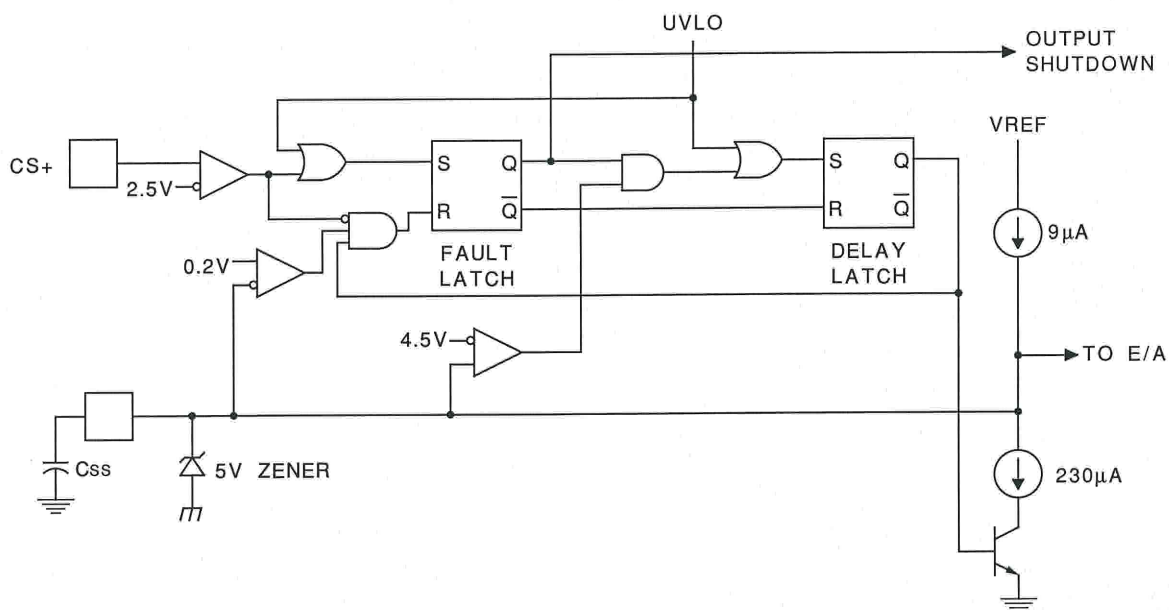 UVLO
OUTPUT
SHUTDOWN
VREF
CS+
2.5V
S
Q
R
Q
FAULT
LATCH
S
Q
R
Q
DELAY
LATCH
9µA
0.2V
4.5V
TO E/A
Css
5V ZENER
230µA